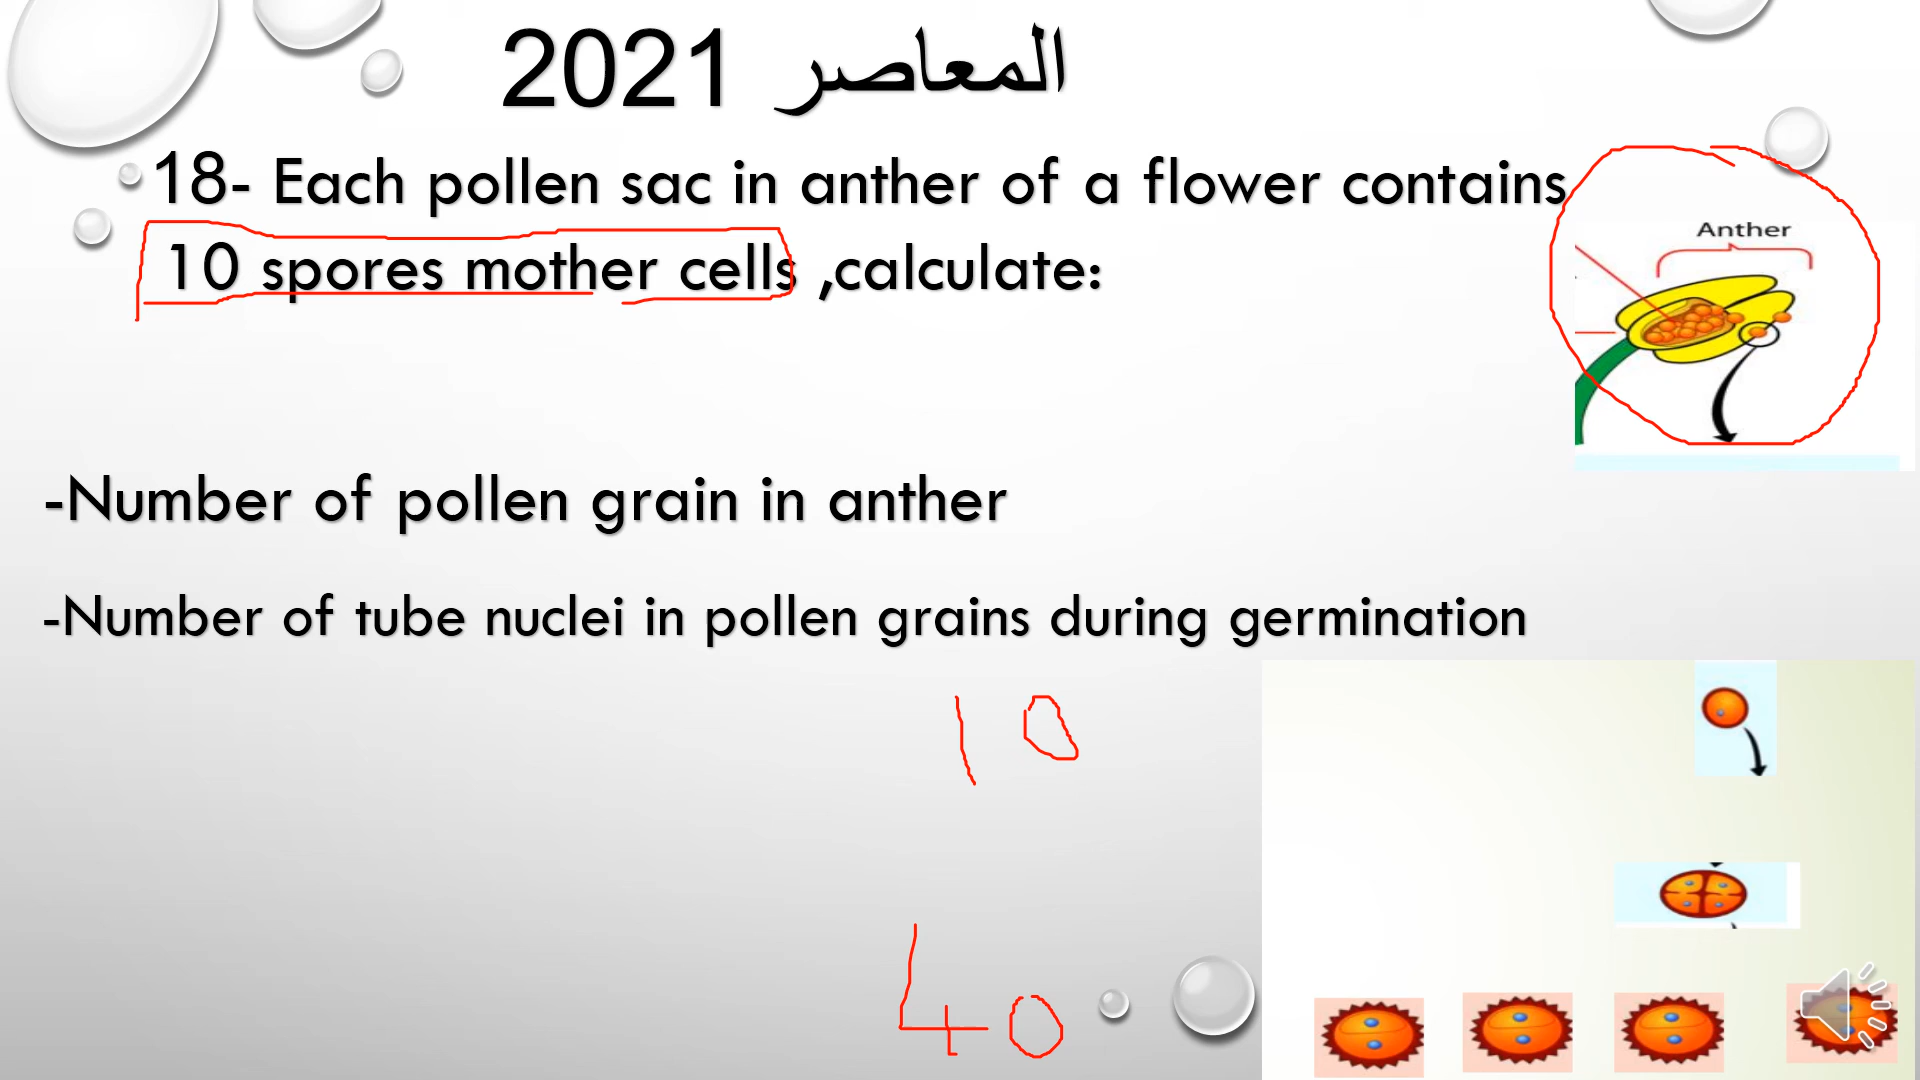 المعاصر 2021
18- Each pollen sac in anther of a flower contains
10 spores mother cells ,calculate:
Anther
-Number of pollen grain in anther
-Number of tube nuclei in pollen grains during germination
10
40